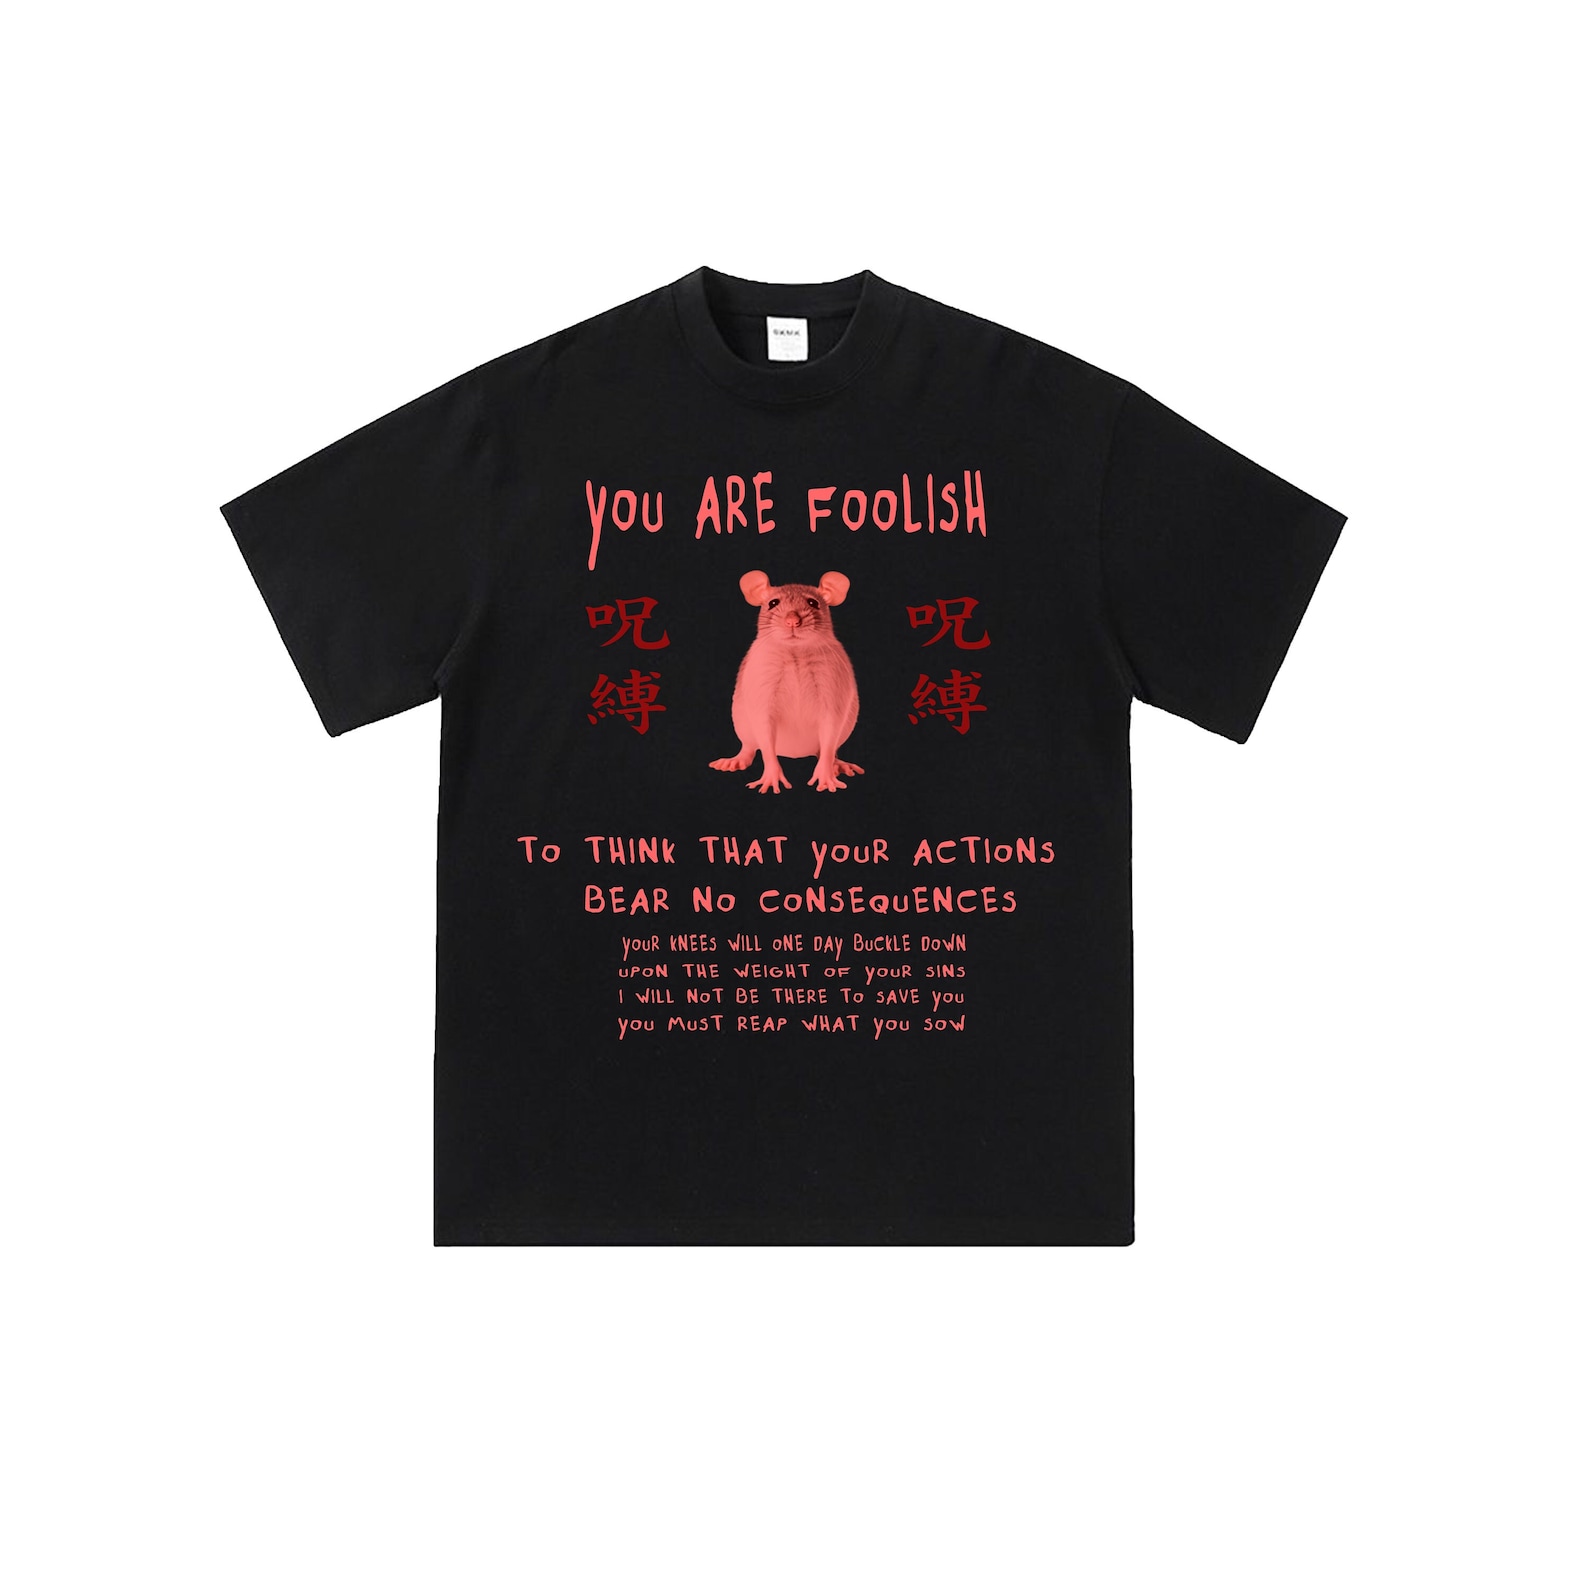 YOU ARE FOOLISH
呪縛
呪縛
TO THINK THAT YOUR ACTIONS
BEAR NO CONSEQUENCES
YOUR KNEES WILL ONE DAY BUCKLE DOWN
UPON THE WEIGHT OF YOUR SINS
I WILL NOT BE THERE TO SAVE YOU
YOU MUST REAP WHAT YOU SOW